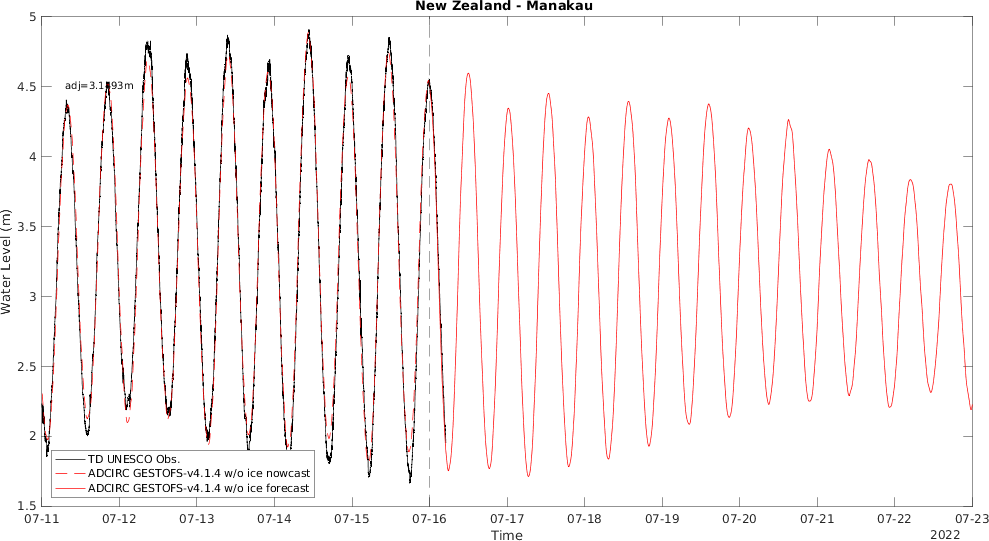 New Zealand - Manakau
Water Level (m)
5
4.5
4
3.5
3
2.5
2
1.5
TD UNESCO Obs.
ADCIRC GESTOFS-v4.1.4 w/o ice nowcast
ADCIRC GESTOFS-v4.1.4 w/o ice forecast
07-11 07-12 07-13 07-14 07-15 07-16 07-17 07-18 07-19 07-20 07-21 07-22 07-23
Time
2022